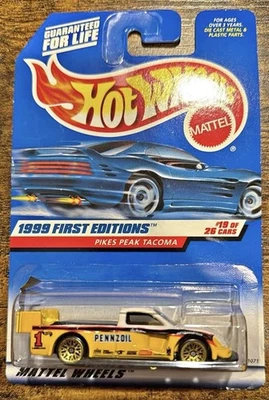 GUARANTEED
FOR LIFE
FOR AGES
OVER 3 YEARS.
DIE CAST METAL &
PLASTIC PARTS.
Hot Wheels
MATTEL
1999 FIRST EDITIONS
PIKES PEAK TACOMA
#19 OF
26 CARS
1
PENNZOIL
MATTEL WHEELS